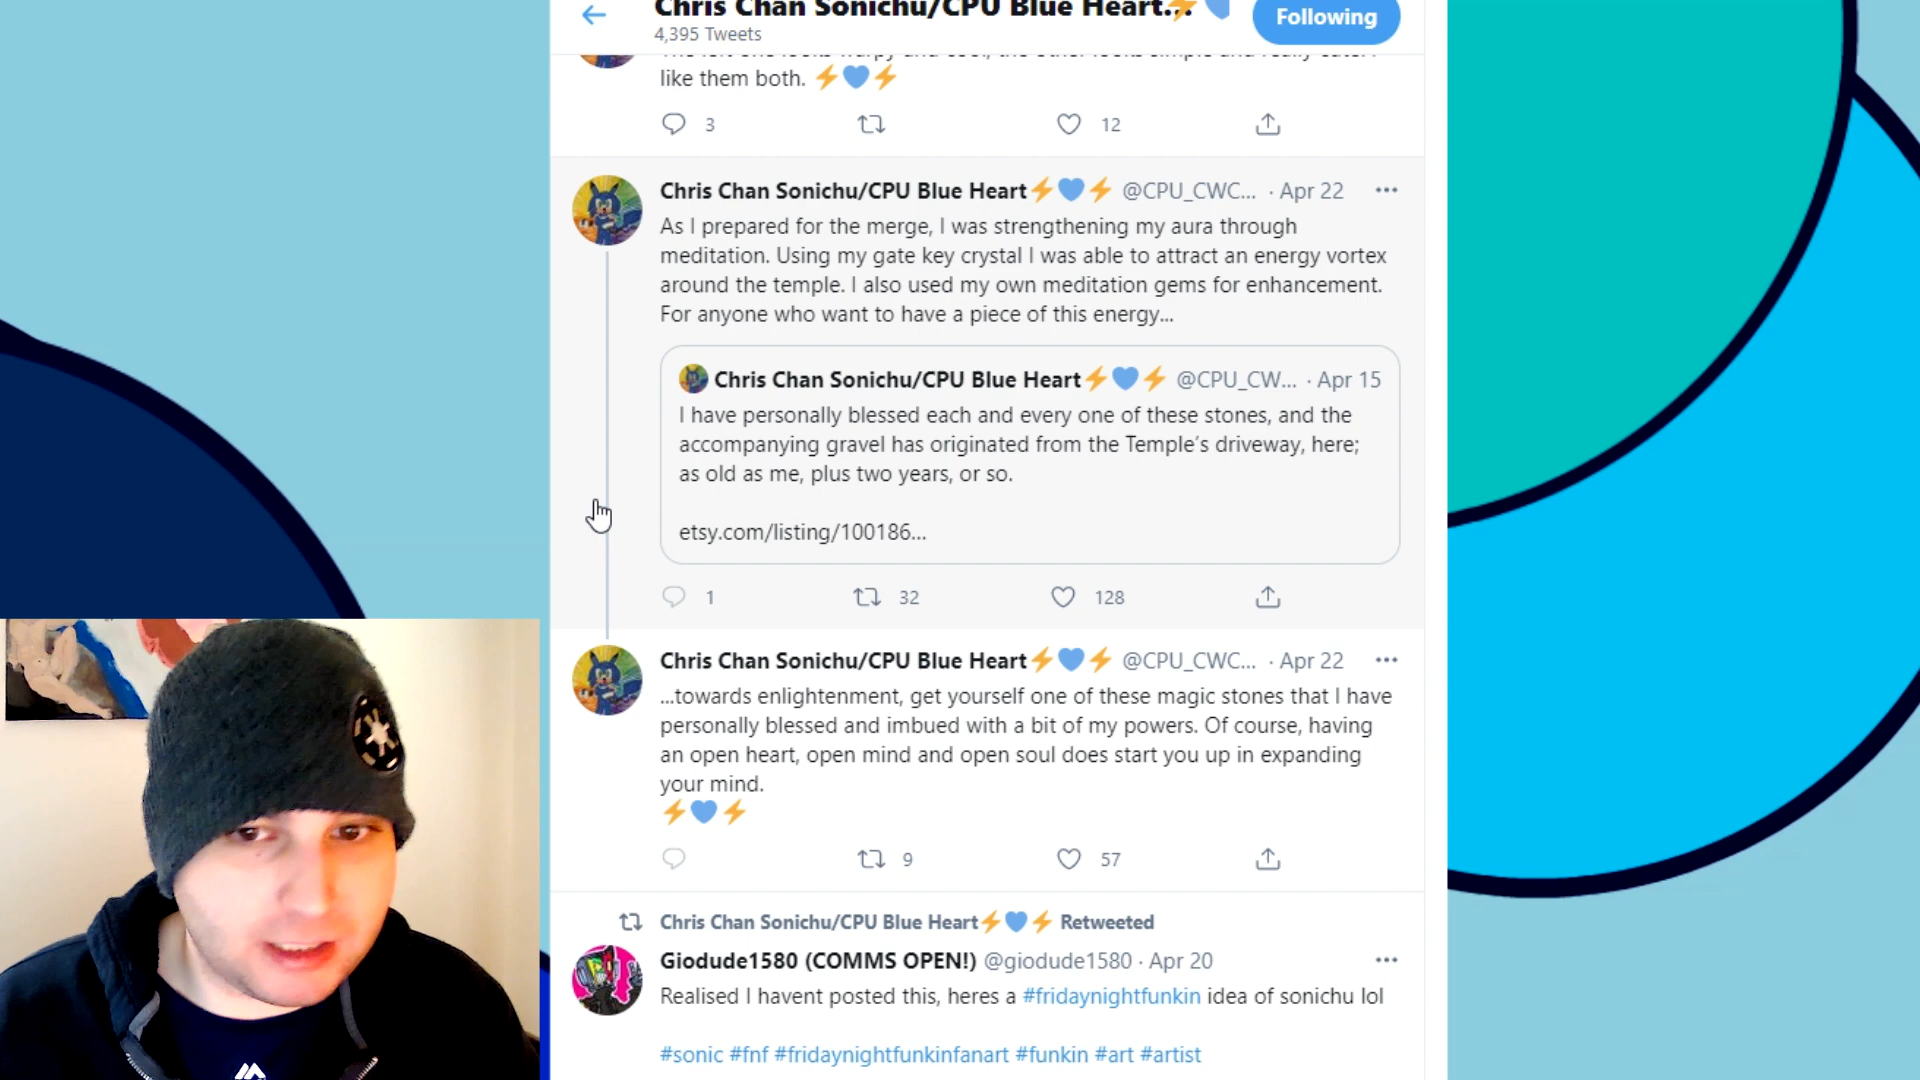 Chris Chan Sonichu/CPU Blue Heart...⚡💙
4,395 Tweets
Following
like them both. ⚡💙⚡
3 12
Chris Chan Sonichu/CPU Blue Heart⚡💙⚡ @CPU_CWC... · Apr 22
As I prepared for the merge, I was strengthening my aura through
meditation. Using my gate key crystal I was able to attract an energy vortex
around the temple. I also used my own meditation gems for enhancement.
For anyone who want to have a piece of this energy...
Chris Chan Sonichu/CPU Blue Heart⚡💙⚡ @CPU_CW... · Apr 15
I have personally blessed each and every one of these stones, and the
accompanying gravel has originated from the Temple's driveway, here;
as old as me, plus two years, or so.
etsy.com/listing/100186...
1 32 128
Chris Chan Sonichu/CPU Blue Heart⚡💙⚡ @CPU_CWC... · Apr 22
...towards enlightenment, get yourself one of these magic stones that I have
personally blessed and imbued with a bit of my powers. Of course, having
an open heart, open mind and open soul does start you up in expanding
your mind.
⚡💙⚡
9 57
Chris Chan Sonichu/CPU Blue Heart⚡💙⚡ Retweeted
Giodude1580 (COMMS OPEN!) @giodude1580 · Apr 20
Realised I havent posted this, heres a #fridaynightfunkin idea of sonichu lol
#sonic #fnf #fridaynightfunkinfanart #funkin #art #artist